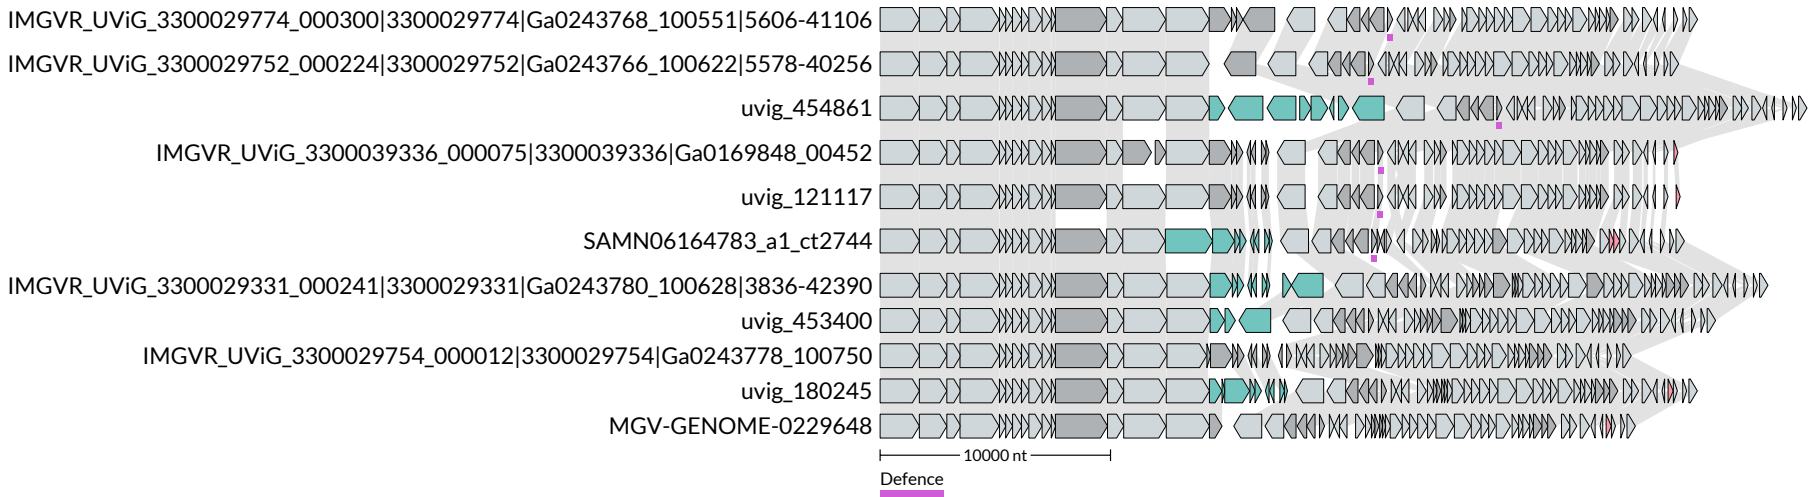 IMGVR_UViG_3300029774_000300|3300029774|Ga0243768_100551|5606-41106
IMGVR_UViG_3300029752_000224|3300029752|Ga0243766_100622|5578-40256
uvig_454861
IMGVR_UViG_3300039336_000075|3300039336|Ga0169848_00452
uvig_121117
SAMN06164783_a1_ct2744
IMGVR_UViG_3300029331_000241|3300029331|Ga0243780_100628|3836-42390
uvig_453400
IMGVR_UViG_3300029754_000012|3300029754|Ga0243778_100750
uvig_180245
MGV-GENOME-0229648
10000 nt
Defence